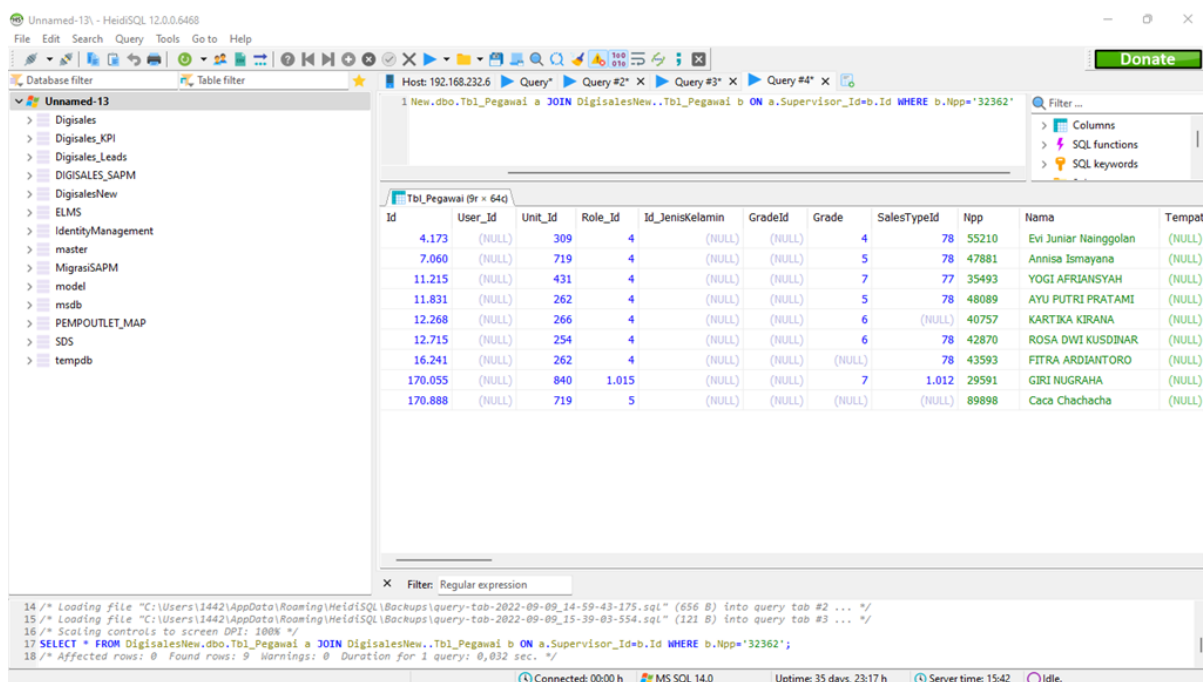 Unnamed-13\ - HeidiSQL 12.0.0.6468
File Edit Search Query Tools Go to Help
Donate
Database filter Table filter
Host: 192.168.232.6 Query* Query #2* X Query #3* X Query #4* X
Unnamed-13
Digisales
Digisales_KPI
Digisales_Leads
DIGISALES_SAPM
DigisalesNew
ELMS
IdentityManagement
master
MigrasiSAPM
model
msdb
PEMPOUTLET_MAP
SDS
tempdb
1 New.dbo.Tbl_Pegawai a JOIN DigisalesNew..Tbl_Pegawai b ON a.Supervisor_Id=b.Id WHERE b.Npp='32362'
Filter ...
Columns
SQL functions
SQL keywords
Tbl_Pegawai (9r × 64c)
Id User_Id Unit_Id Role_Id Id_JenisKelamin GradeId Grade SalesTypeId Npp Nama Tempat
4.173 (NULL) 309 4 (NULL) (NULL) 4 78 55210 Evi Juniar Nainggolan (NULL)
7.060 (NULL) 719 4 (NULL) (NULL) 5 78 47881 Annisa Ismayana (NULL)
11.215 (NULL) 431 4 (NULL) (NULL) 7 77 35493 YOGI AFRIANSYAH (NULL)
11.831 (NULL) 262 4 (NULL) (NULL) 5 78 48089 AYU PUTRI PRATAMI (NULL)
12.268 (NULL) 266 4 (NULL) (NULL) 6 (NULL) 40757 KARTIKA KIRANA (NULL)
12.715 (NULL) 254 4 (NULL) (NULL) 6 78 42870 ROSA DWI KUSDINAR (NULL)
16.241 (NULL) 262 4 (NULL) (NULL) (NULL) 78 43593 FITRA ARDIANTORO (NULL)
170.055 (NULL) 840 1.015 (NULL) (NULL) 7 1.012 29591 GIRI NUGRAHA (NULL)
170.888 (NULL) 719 5 (NULL) (NULL) (NULL) (NULL) 89898 Caca Chachacha (NULL)
X Filter: Regular expression
14 /* Loading file "C:\Users\1442\AppData\Roaming\HeidiSQL\Backups\query-tab-2022-09-09_14-59-43-175.sql" (656 B) into query tab #2 ... */
15 /* Loading file "C:\Users\1442\AppData\Roaming\HeidiSQL\Backups\query-tab-2022-09-09_15-39-03-554.sql" (121 B) into query tab #3 ... */
16 /* Scaling controls to screen DPI: 100% */
17 SELECT * FROM DigisalesNew.dbo.Tbl_Pegawai a JOIN DigisalesNew..Tbl_Pegawai b ON a.Supervisor_Id=b.Id WHERE b.Npp='32362';
18 /* Affected rows: 0 Found rows: 9 Warnings: 0 Duration for 1 query: 0,032 sec. */
Connected: 00:00 h MS SQL 14.0 Uptime: 35 days, 23:17 h Server time: 15:42 Idle.